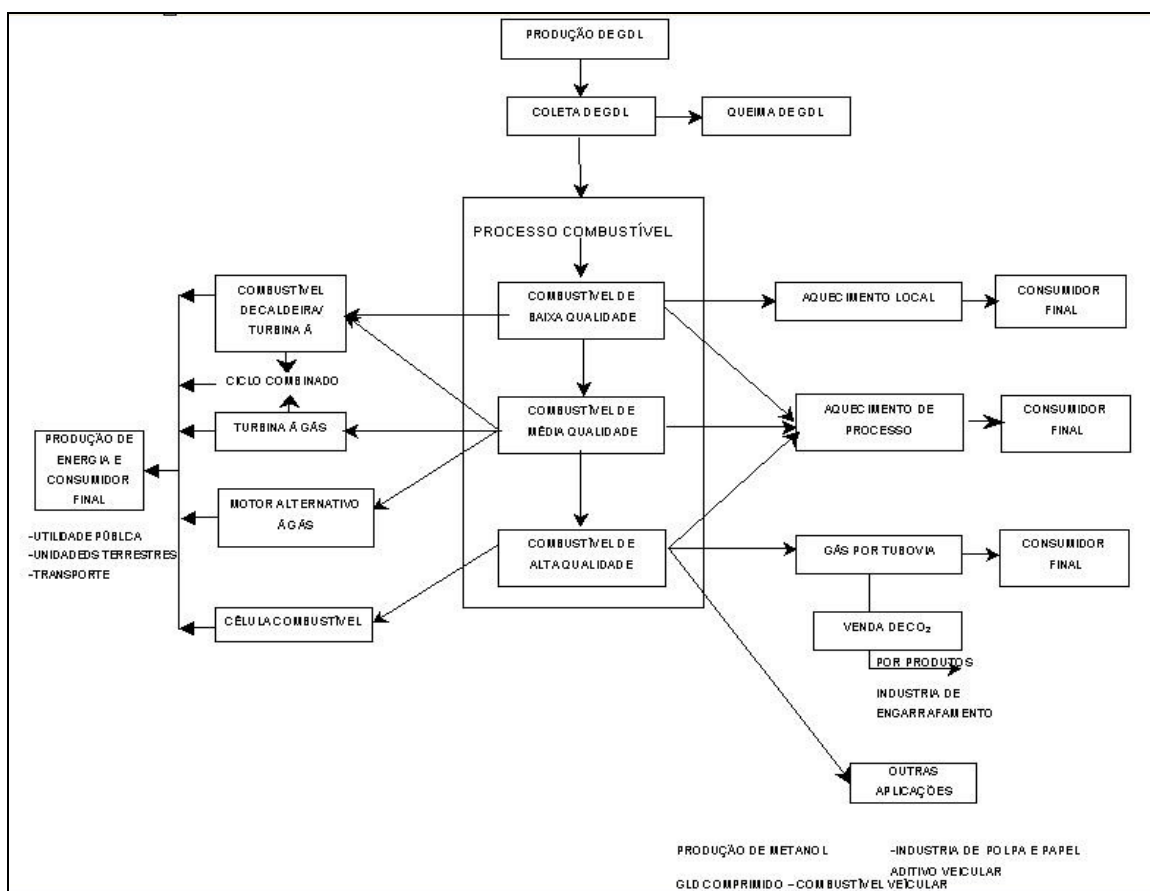 PRODUÇÃO DE GDL
COLETA DE GDL
QUEIMA DE GDL
PROCESSO COMBUSTÍVEL
COMBUSTÍVEL
DE CALDEIRA/
TURBINA Á
COMBUSTÍVEL DE
BAIXA QUALIDADE
AQUECIMENTO LOCAL
CONSUMIDOR
FINAL
CICLO COMBINADO
TURBINA Á GÁS
COMBUSTÍVEL DE
MÉDIA QUALIDADE
AQUECIMENTO DE
PROCESSO
CONSUMIDOR
FINAL
PRODUÇÃO DE
ENERGIA E
CONSUMIDOR
FINAL
-UTILIDADE PÚBLCA
-UNIDADEDS TERRESTRES
-TRANSPORTE
MOTOR ALTERNATIVO
Á GÁS
COMBUSTÍVEL DE
ALTA QUALIDADE
GÁS POR TUBOVIA
CONSUMIDOR
FINAL
CÉLULA COMBUSTÍVEL
VENDA DE CO₂
POR PRODUTOS
INDUSTRIA DE
ENGARRAFAMENTO
OUTRAS
APLICAÇÕES
PRODUÇÃO DE METANOL
-INDUSTRIA DE POLPA E PAPEL
ADITIVO VEICULAR
GLD COMPRIMIDO – COMBUSTÍVEL VEÍCULAR